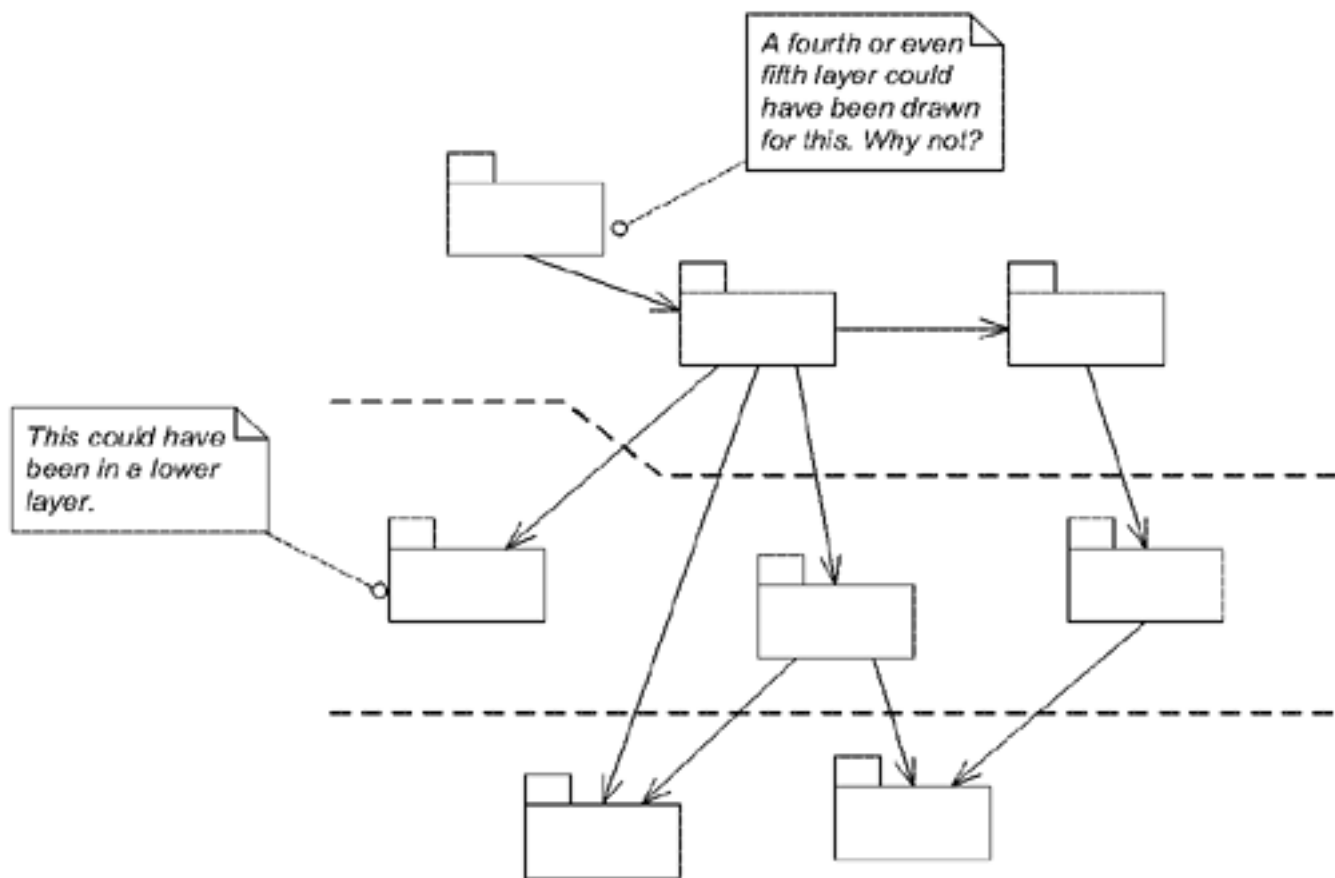 A fourth or even
fifth layer could
have been drawn
for this. Why not?
This could have
been in a lower
layer.